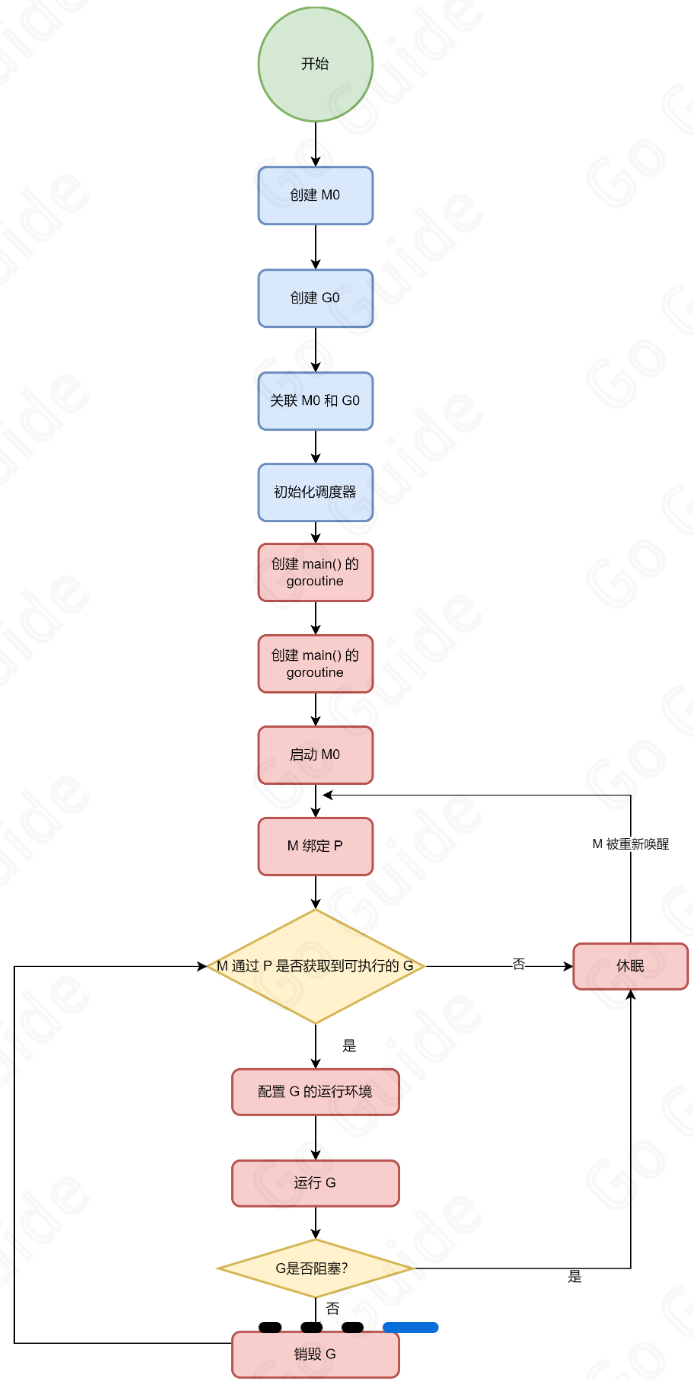 开始
创建 M0
创建 G0
关联 M0 和 G0
初始化调度器
创建 main() 的
goroutine
创建 main() 的
goroutine
启动 M0
M 绑定 P
M 被重新唤醒
M 通过 P 是否获取到可执行的 G
否
休眠
是
配置 G 的运行环境
运行 G
G是否阻塞?
是
否
销毁 G
Go Guide